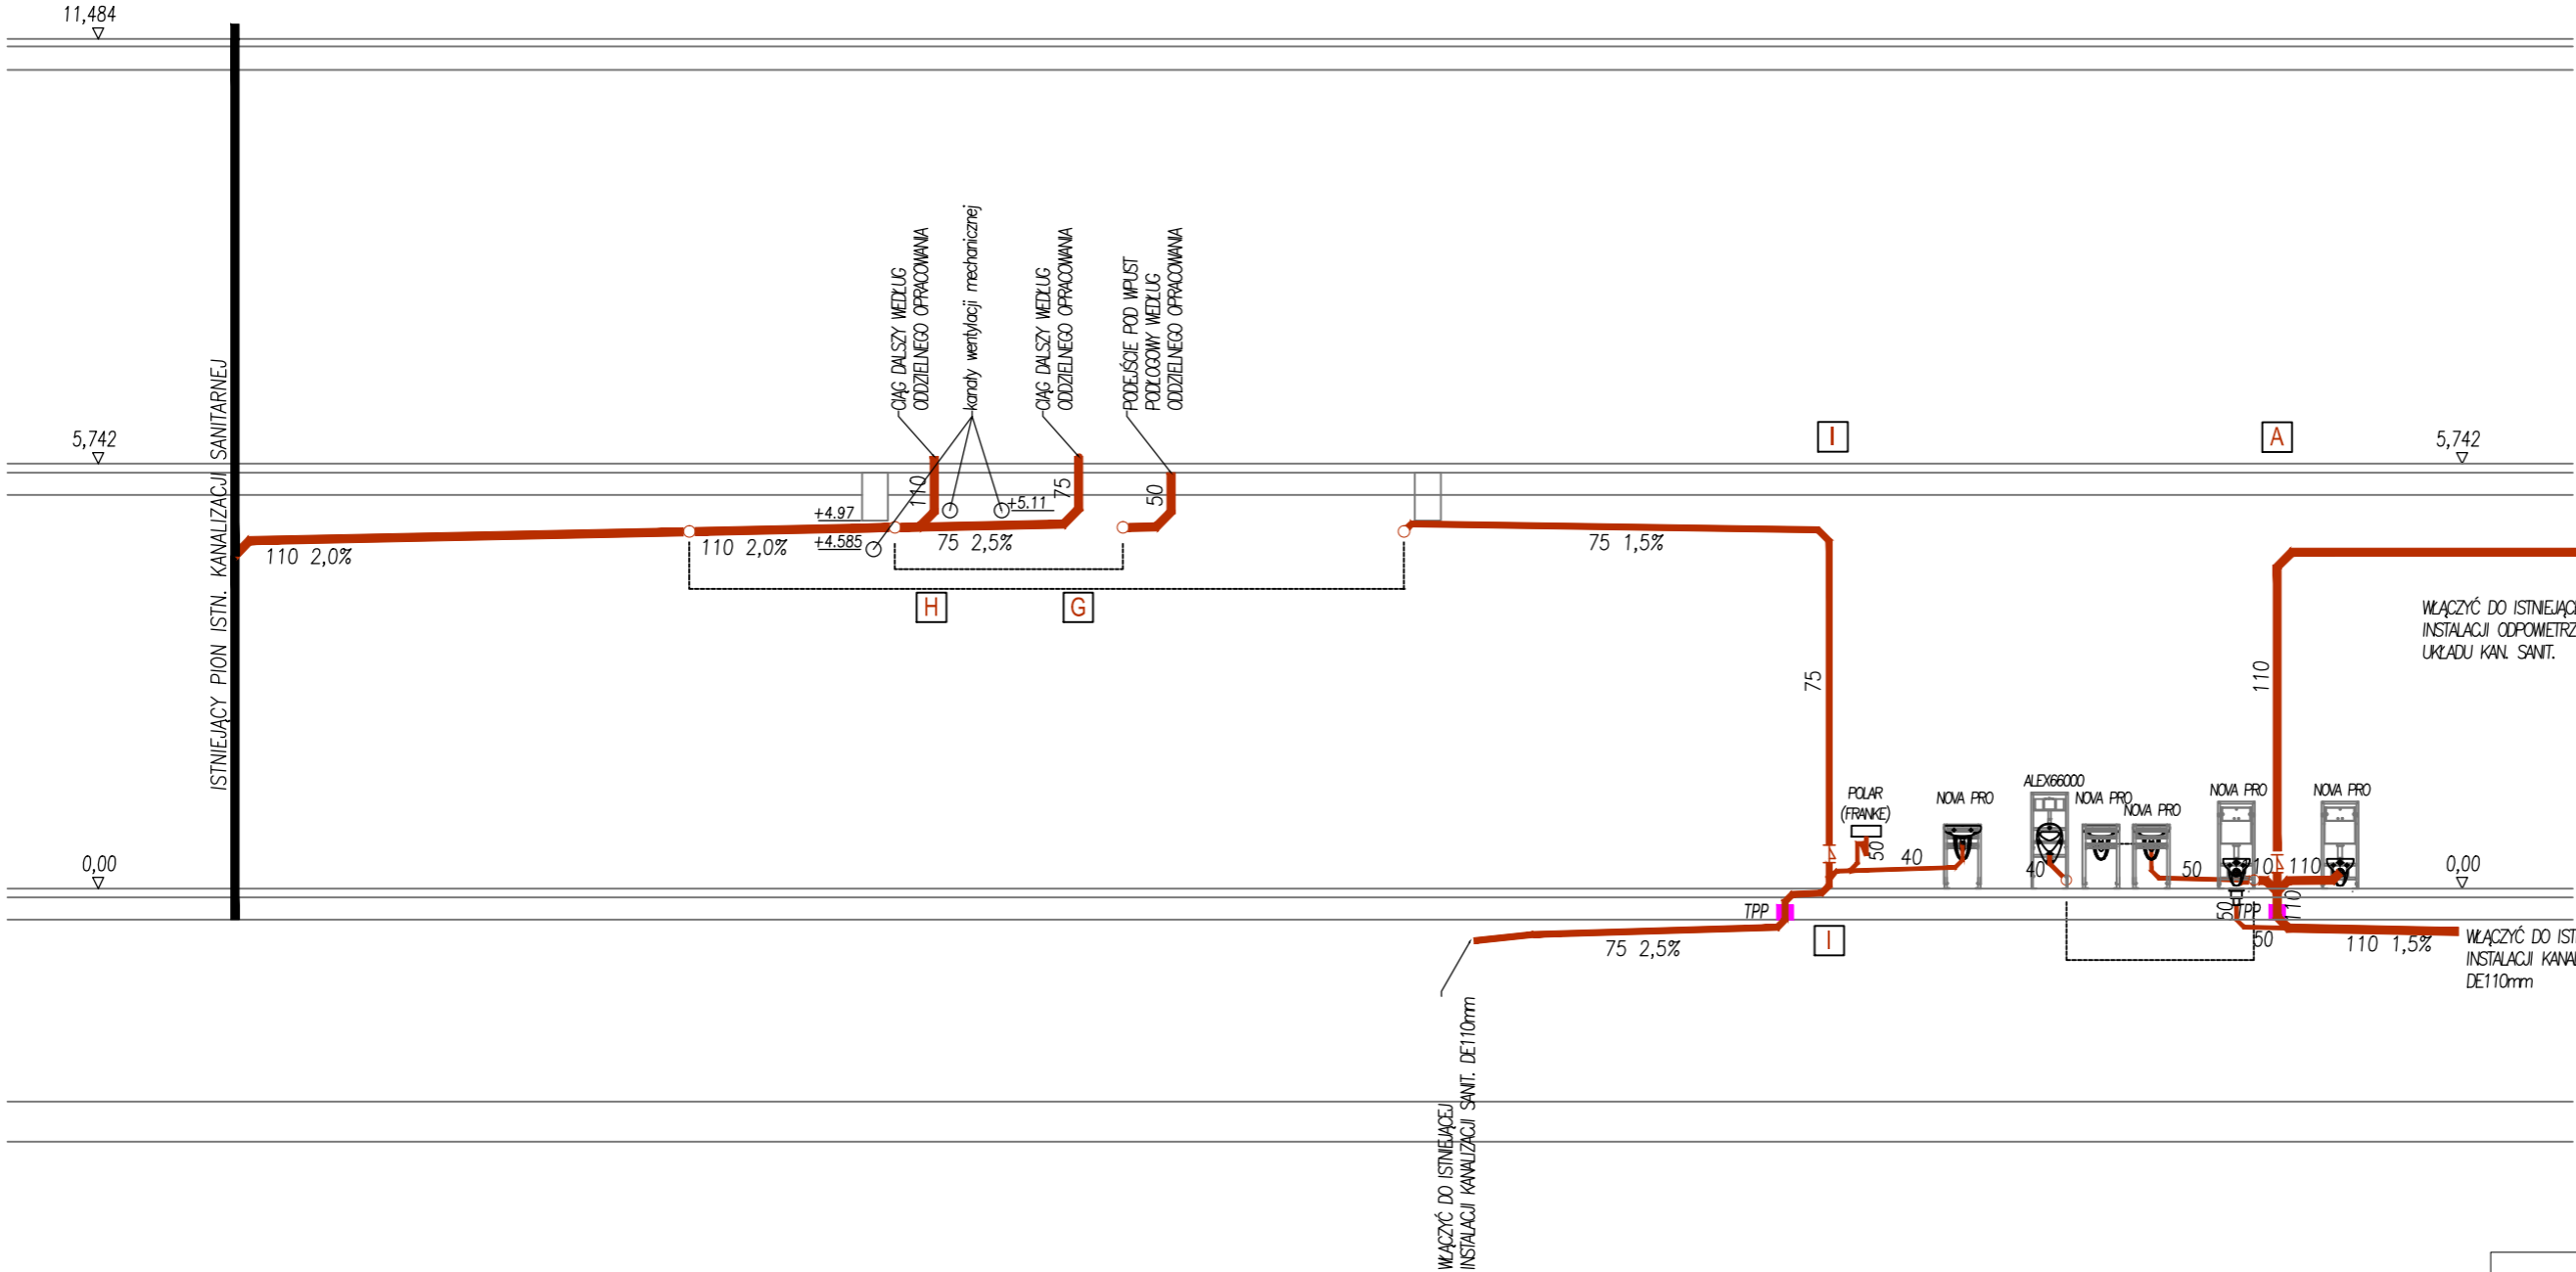 11,484
ISTNIEJĄCY PION ISTN. KANALIZACJI SANITARNEJ
CIĄG DALSZY WEDŁUG
ODDZIELNEGO OPRACOWANIA
kanały wentylacji mechanicznej
CIĄG DALSZY WEDŁUG
ODDZIELNEGO OPRACOWANIA
PODEJŚCIE POD WPUST
PODŁOGOWY WEDŁUG
ODDZIELNEGO OPRACOWANIA
5,742
I
A
5,742
110
75
50
+4.97
+5.11
+4.585
110 2,0%
110 2,0%
75 2,5%
75 1,5%
H
G
WŁĄCZYĆ DO
INSTALACJI
UKŁADU KAN. SANIT.
75
110
POLAR
(FRANKE)
NOVA PRO
ALEX66000
NOVA PRO
NOVA PRO
NOVA PRO
NOVA PRO
0,00
50
40
40
50
110
110
0,00
TPP
50
TPP
110
I
75 2,5%
50
110 1,5%
WŁĄCZYĆ DO
INSTALACJI
DE110mm
WŁĄCZYĆ DO ISTNIEJĄCEJ
INSTALACJI KANALIZACJI SANIT. DE110mm